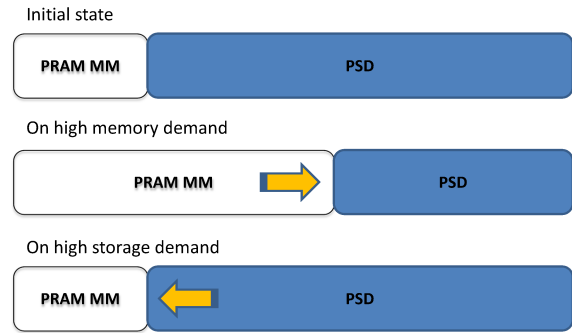 Initial state
PRAM MM PSD
On high memory demand
PRAM MM PSD
On high storage demand
PRAM MM PSD